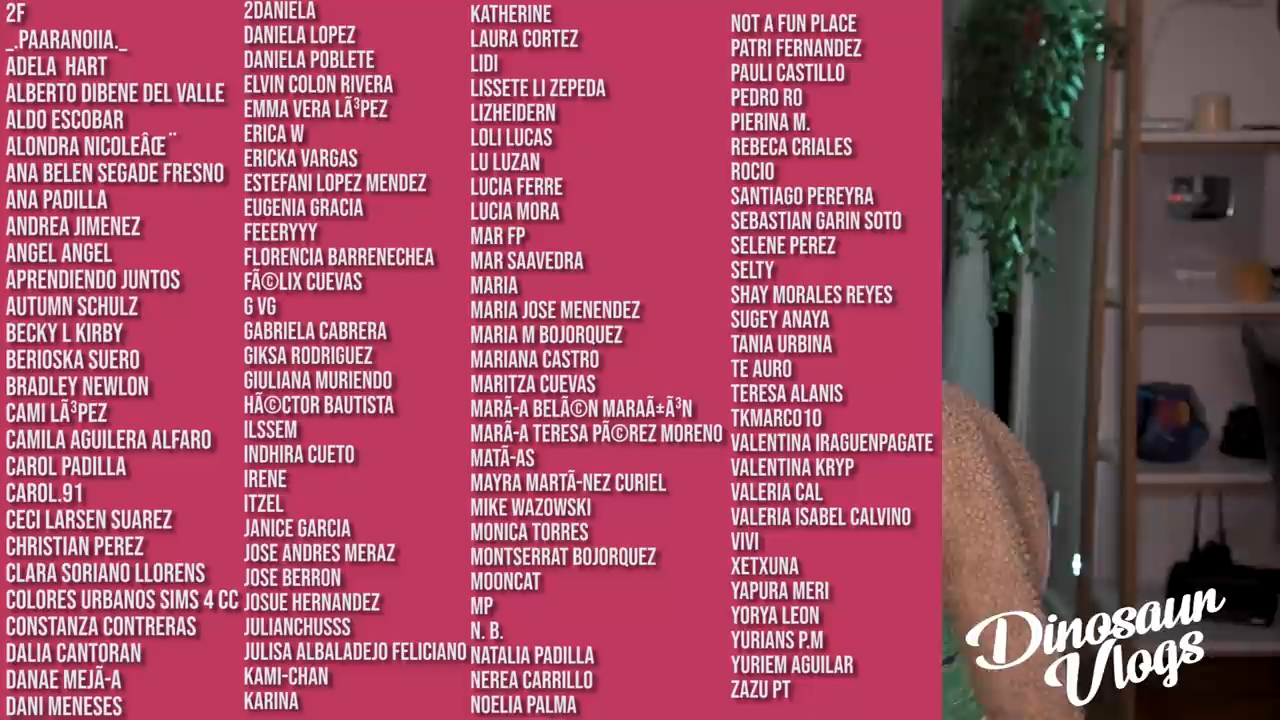 2F
_.PAARANOIIA._
ADELA HART
ALBERTO DIBENE DEL VALLE
ALDO ESCOBAR
ALONDRA NICOLEÂŒ¨
ANA BELEN SEGADE FRESNO
ANA PADILLA
ANDREA JIMENEZ
ANGEL ANGEL
APRENDIENDO JUNTOS
AUTUMN SCHULZ
BECKY L KIRBY
BERIOSKA SUERO
BRADLEY NEWLON
CAMI LÃ³PEZ
CAMILA AGUILERA ALFARO
CAROL PADILLA
CAROL.91
CECI LARSEN SUAREZ
CHRISTIAN PEREZ
CLARA SORIANO LLORENS
COLORES URBANOS SIMS 4 CC
CONSTANZA CONTRERAS
DALIA CANTORAN
DANAE MEJÃ-A
DANI MENESES
2DANIELA
DANIELA LOPEZ
DANIELA POBLETE
ELVIN COLON RIVERA
EMMA VERA LÃ³PEZ
ERICA W
ERICKA VARGAS
ESTEFANI LOPEZ MENDEZ
EUGENIA GRACIA
FEEERYYY
FLORENCIA BARRENECHEA
FÃ©LIX CUEVAS
G VG
GABRIELA CABRERA
GIKSA RODRIGUEZ
GIULIANA MURIENDO
HÃ©CTOR BAUTISTA
ILSSEM
INDHIRA CUETO
IRENE
ITZEL
JANICE GARCIA
JOSE ANDRES MERAZ
JOSE BERRON
JOSUE HERNANDEZ
JULIANCHUSSS
JULISA ALBALADEJO FELICIANO
KAMI-CHAN
KARINA
KATHERINE
LAURA CORTEZ
LIDI
LISSETE LI ZEPEDA
LIZHEIDERN
LOLI LUCAS
LU LUZAN
LUCIA FERRE
LUCIA MORA
MAR FP
MAR SAAVEDRA
MARIA
MARIA JOSE MENENDEZ
MARIA M BOJORQUEZ
MARIANA CASTRO
MARITZA CUEVAS
MARÃ-A BELÃ©N MARAÃ±Ã³N
MARÃ-A TERESA PÃ©REZ MORENO
MATÃ-AS
MAYRA MARTÃ-NEZ CURIEL
MIKE WAZOWSKI
MONICA TORRES
MONTSERRAT BOJORQUEZ
MOONCAT
MP
N. B.
NATALIA PADILLA
NEREA CARRILLO
NOELIA PALMA
NOT A FUN PLACE
PATRI FERNANDEZ
PAULI CASTILLO
PEDRO RO
PIERINA M.
REBECA CRIALES
ROCIO
SANTIAGO PEREYRA
SEBASTIAN GARIN SOTO
SELENE PEREZ
SELTY
SHAY MORALES REYES
SUGEY ANAYA
TANIA URBINA
TE AURO
TERESA ALANIS
TKMARCO10
VALENTINA IRAGUENPAGATE
VALENTINA KRYP
VALERIA CAL
VALERIA ISABEL CALVINO
VIVI
XETXUNA
YAPURA MERI
YORYA LEON
YURIANS P.M
YURIEM AGUILAR
ZAZU PT
Dinosaur
Vlogs